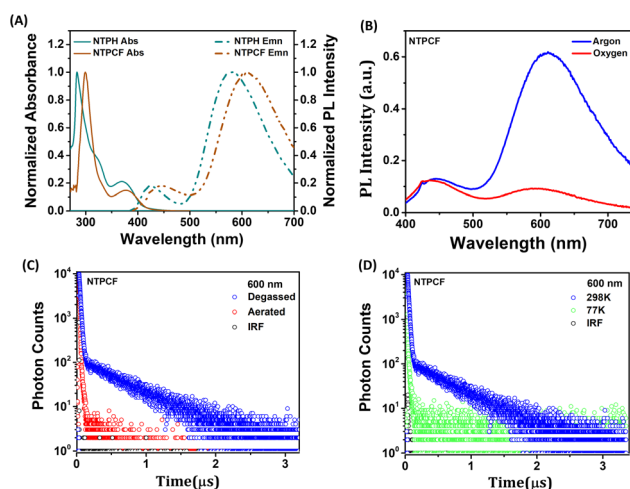 (A)
NTPH Abs
NTPCF Abs
NTPH Emn
NTPCF Emn
Normalized Absorbance
Normalized PL Intensity
1.0
0.8
0.6
0.4
0.2
0.0
1.0
0.8
0.6
0.4
0.2
0.0
300 400 500 600 700
Wavelength (nm)
(B)
NTPCF
Argon
Oxygen
PL Intensity (a.u.)
0.6
0.4
0.2
0.0
400 500 600 700
Wavelength (nm)
(C)
NTPCF
600 nm
Degassed
Aerated
IRF
Photon Counts
10^4
10^3
10^2
10^1
10^0
0 1 2 3
Time(μs)
(D)
NTPCF
600 nm
298K
77K
IRF
Photon Counts
10^4
10^3
10^2
10^1
10^0
0 1 2 3
Time(μs)